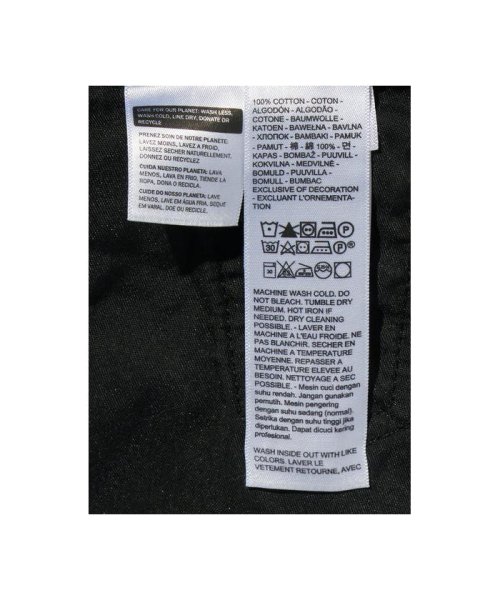 CARE FOR OUR PLANET: WASH LESS,
WASH COLD, LINE DRY, DONATE OR
RECYCLE
PRENEZ SOIN DE NOTRE PLANETE:
LAVEZ MOINS, LAVEZ A FROID,
LAISSEZ SECHER NATURELLEMENT,
DONNEZ OU RECYCLEZ
CUIDA NUESTRO PLANETA: LAVA
MENOS, LAVA EN FRIO, TIENDE LA
ROPA, DONA O RECICLA.
CUIDE DO NOSSO PLANETA: LAVE
MENOS, LAVE EM ÁGUA FRIA, SEQUE
EM VARAL, DOE OU RECICLE.
100% COTTON - COTON -
ALGODÓN - ALGODÃO -
COTONE - BAUMWOLLE -
KATOEN - BAWEŁNA - BAVLNA
- ХЛОПОК - BAMBAKI - PAMUK
- PAMUT - 棉 - 綿 100% - 면 -
KAPAS - BOMBAŽ - PUUVILL -
KOKVILNA - MEDVILNĖ -
BOMULD - PUUVILLA -
BOMULL - BUMBAC
EXCLUSIVE OF DECORATION
- EXCLUANT L'ORNEMENTA-
TION
30
MACHINE WASH COLD. DO
NOT BLEACH. TUMBLE DRY
MEDIUM. HOT IRON IF
NEEDED. DRY CLEANING
POSSIBLE. - LAVER EN
MACHINE A L'EAU FROIDE. NE
PAS BLANCHIR. SECHER EN
MACHINE A TEMPERATURE
MOYENNE. REPASSER A
TEMPERATURE ELEVEE AU
BESOIN. NETTOYAGE A SEC
POSSIBLE. - Mesin cuci dengan
suhu rendah. Jangan gunakan
pemutih. Mesin pengering
dengan suhu sedang (normal).
Setrika dengan suhu tinggi jika
diperlukan. Dapat dicuci kering
profesional.
WASH INSIDE OUT WITH LIKE
COLORS. LAVER LE
VETEMENT RETOURNE, AVEC